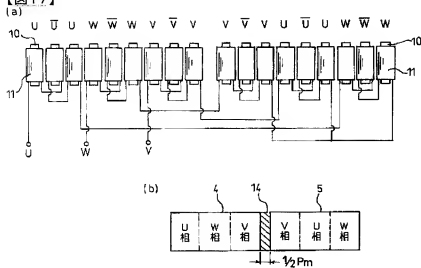 【図17】
(a)
U U̅ U W W̅ W V V̅ V V V̅ V U U̅ U W W̅ W
10 10
11 11
U W V
(b)
4 14 5
U相 W相 V相 V相 U相 W相
1/2Pm